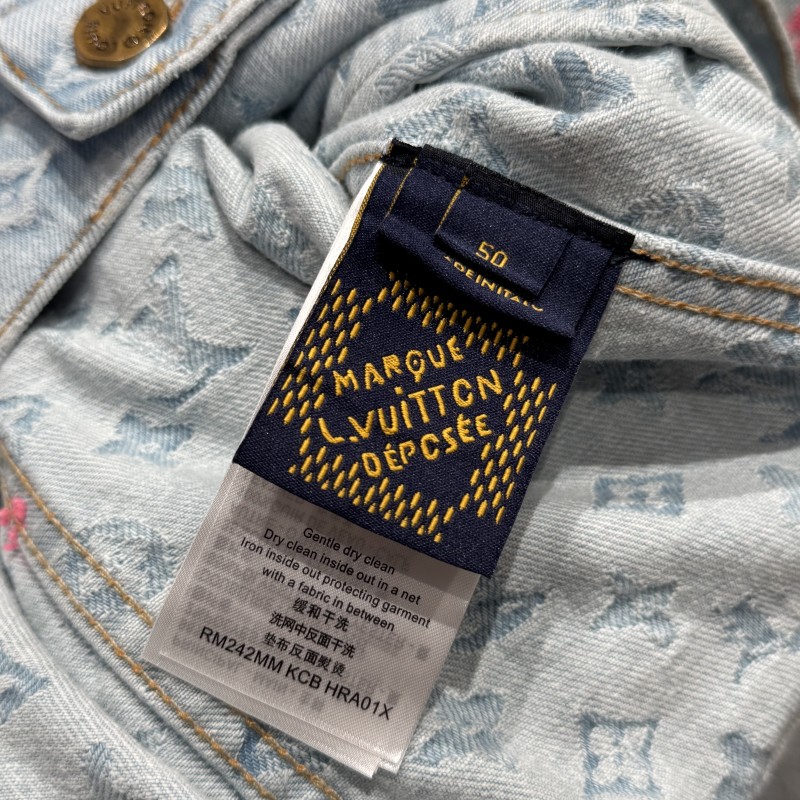 50
MARQUE
L.VUITTON
DÉPOSÉE
Gentle dry clean
Dry clean inside out in a net
Iron inside out protecting garment
with a fabric in between
缓和干洗
洗网中反面干洗
垫布反面熨烫
RM242MM KCB HRA01X